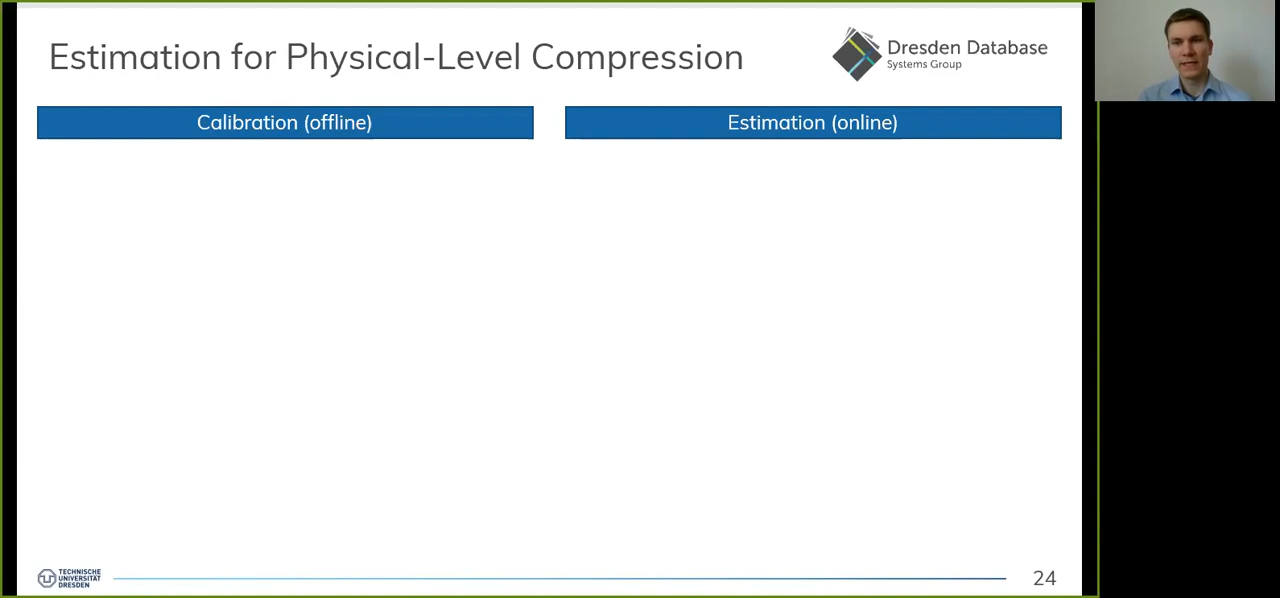 Estimation for Physical-Level Compression
Dresden Database
Systems Group
Calibration (offline)
Estimation (online)
TECHNISCHE
UNIVERSITÄT
DRESDEN
24